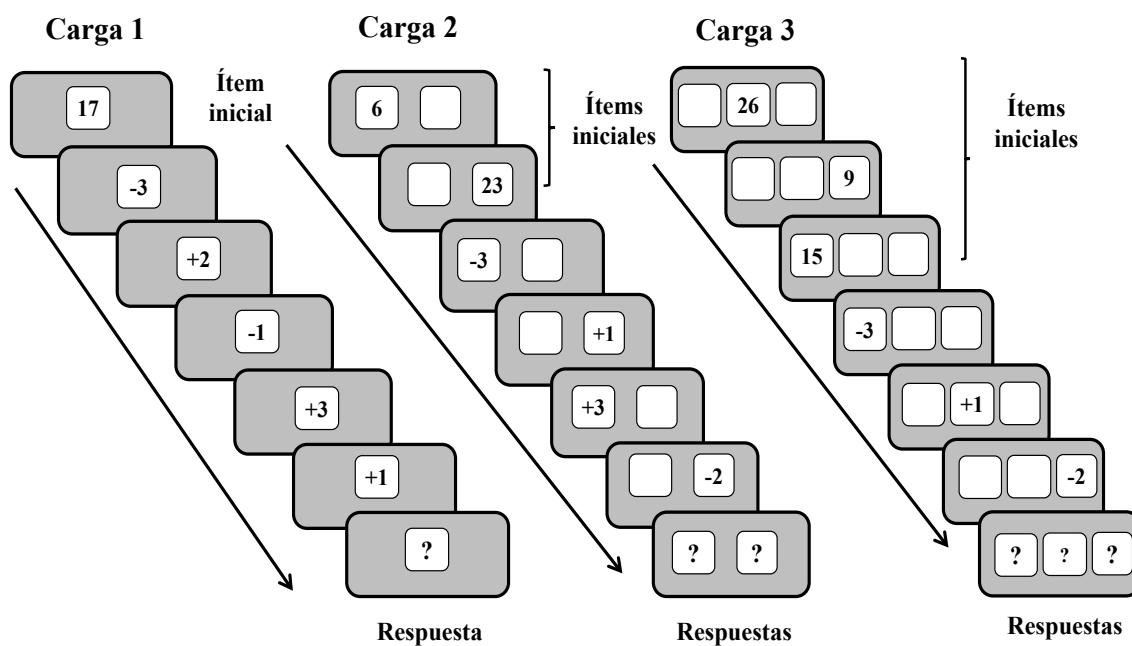 Carga 1
Ítem
inicial
17
-3
+2
-1
+3
+1
?
Respuesta
Carga 2
Ítems
iniciales
6
23
-3
+1
+3
-2
? ?
Respuestas
Carga 3
Ítems
iniciales
26
9
15
-3
+1
-2
? ? ?
Respuestas